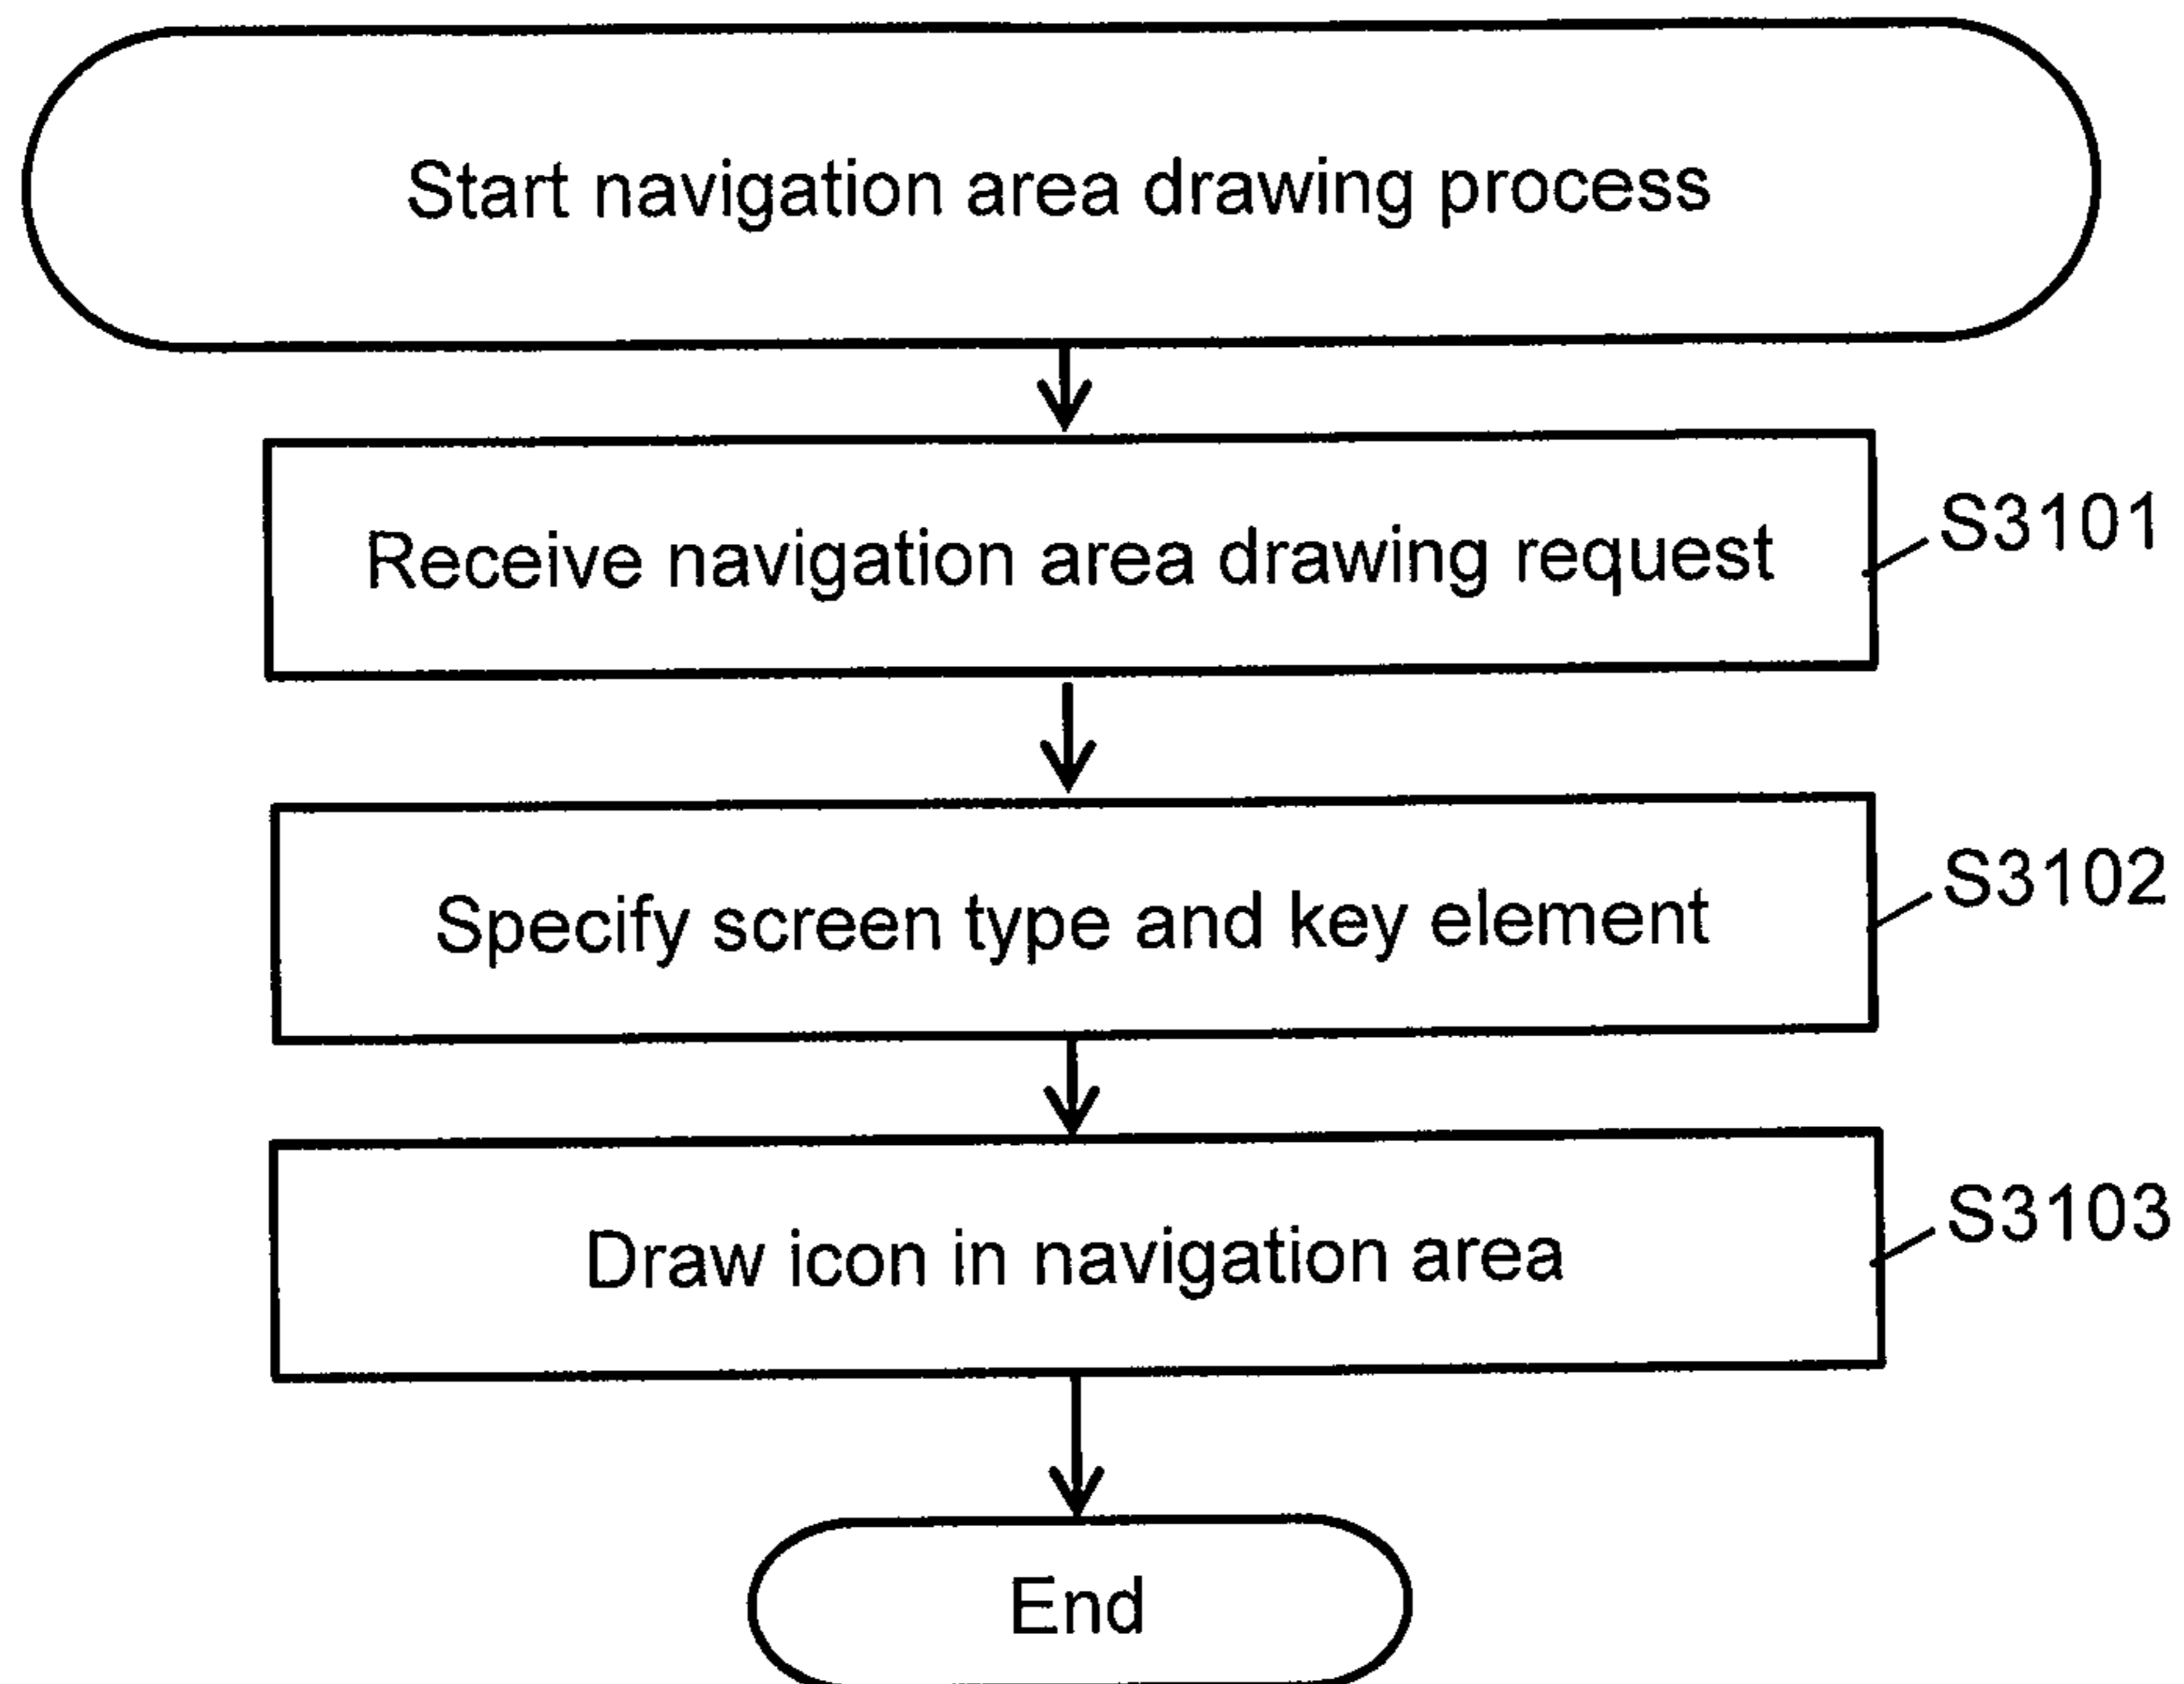 Start navigation area drawing process
Receive navigation area drawing request
S3101
Specify screen type and key element
S3102
Draw icon in navigation area
S3103
End